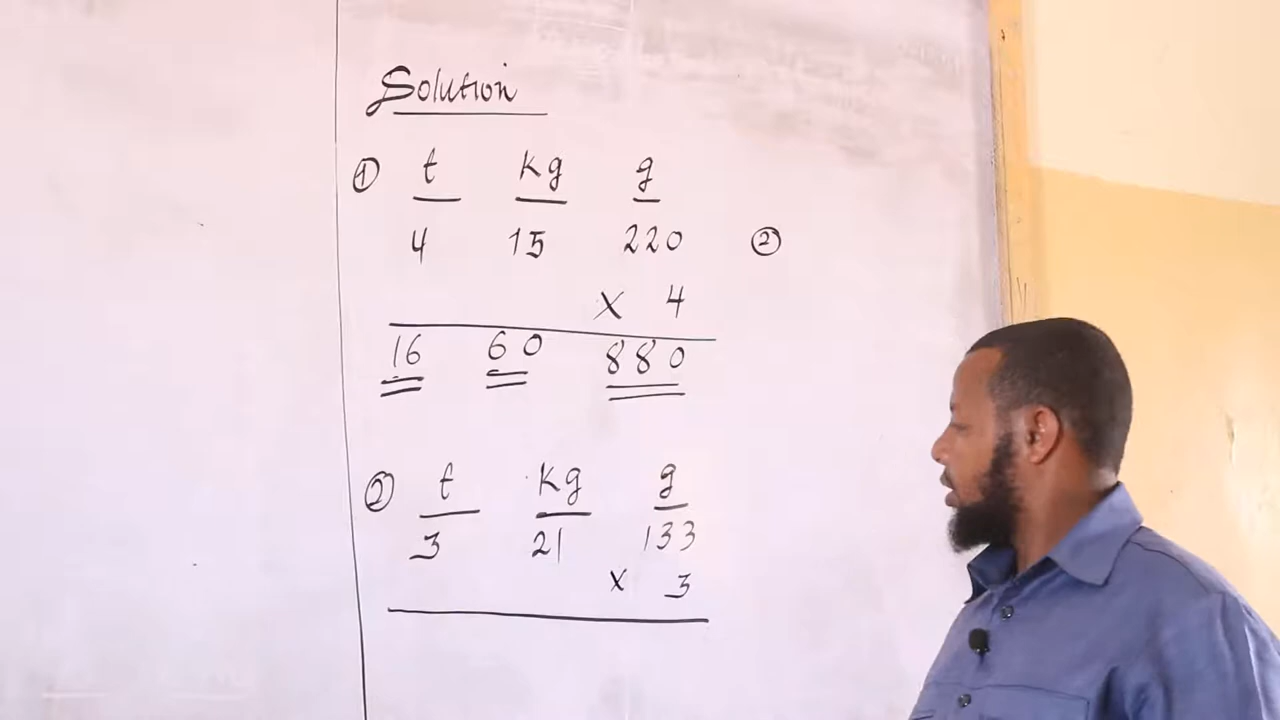 Solution
① t kg g
4 15 220 ②
x 4
16 60 880
② t kg g
3 21 133
x 3